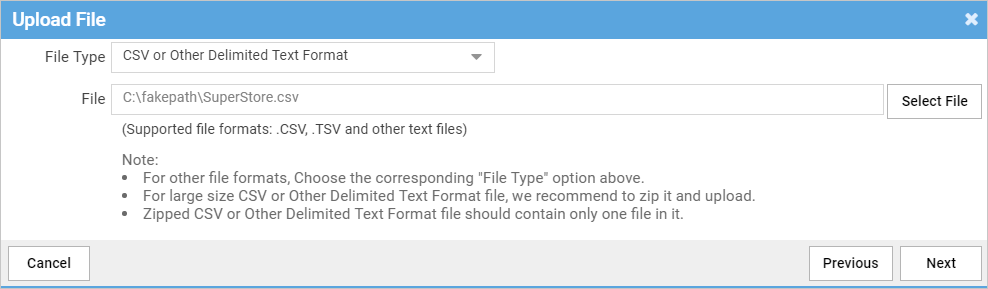 Upload File
File Type CSV or Other Delimited Text Format
File C:\fakepath\SuperStore.csv Select File
(Supported file formats: .CSV, .TSV and other text files)
Note:
• For other file formats, Choose the corresponding "File Type" option above.
• For large size CSV or Other Delimited Text Format file, we recommend to zip it and upload.
• Zipped CSV or Other Delimited Text Format file should contain only one file in it.
Cancel Previous Next